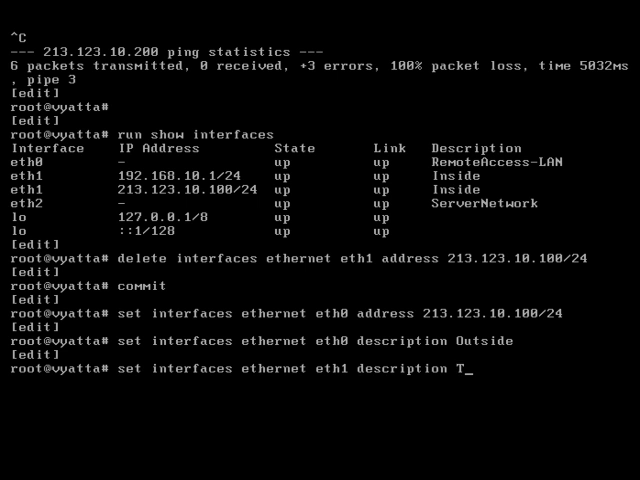 ^C
--- 213.123.10.200 ping statistics ---
6 packets transmitted, 0 received, +3 errors, 100% packet loss, time 5032ms
, pipe 3
[edit]
root@vyatta#
[edit]
root@vyatta# run show interfaces
Interface    IP Address         State       Link    Description
eth0         -                  up          up      RemoteAccess-LAN
eth1         192.168.10.1/24    up          up      Inside
eth1         213.123.10.100/24  up          up      Inside
eth2         -                  up          up      ServerNetwork
lo           127.0.0.1/8        up          up
lo           ::1/128            up          up
[edit]
root@vyatta# delete interfaces ethernet eth1 address 213.123.10.100/24
[edit]
root@vyatta# commit
[edit]
root@vyatta# set interfaces ethernet eth0 address 213.123.10.100/24
[edit]
root@vyatta# set interfaces ethernet eth0 description Outside
[edit]
root@vyatta# set interfaces ethernet eth1 description T_